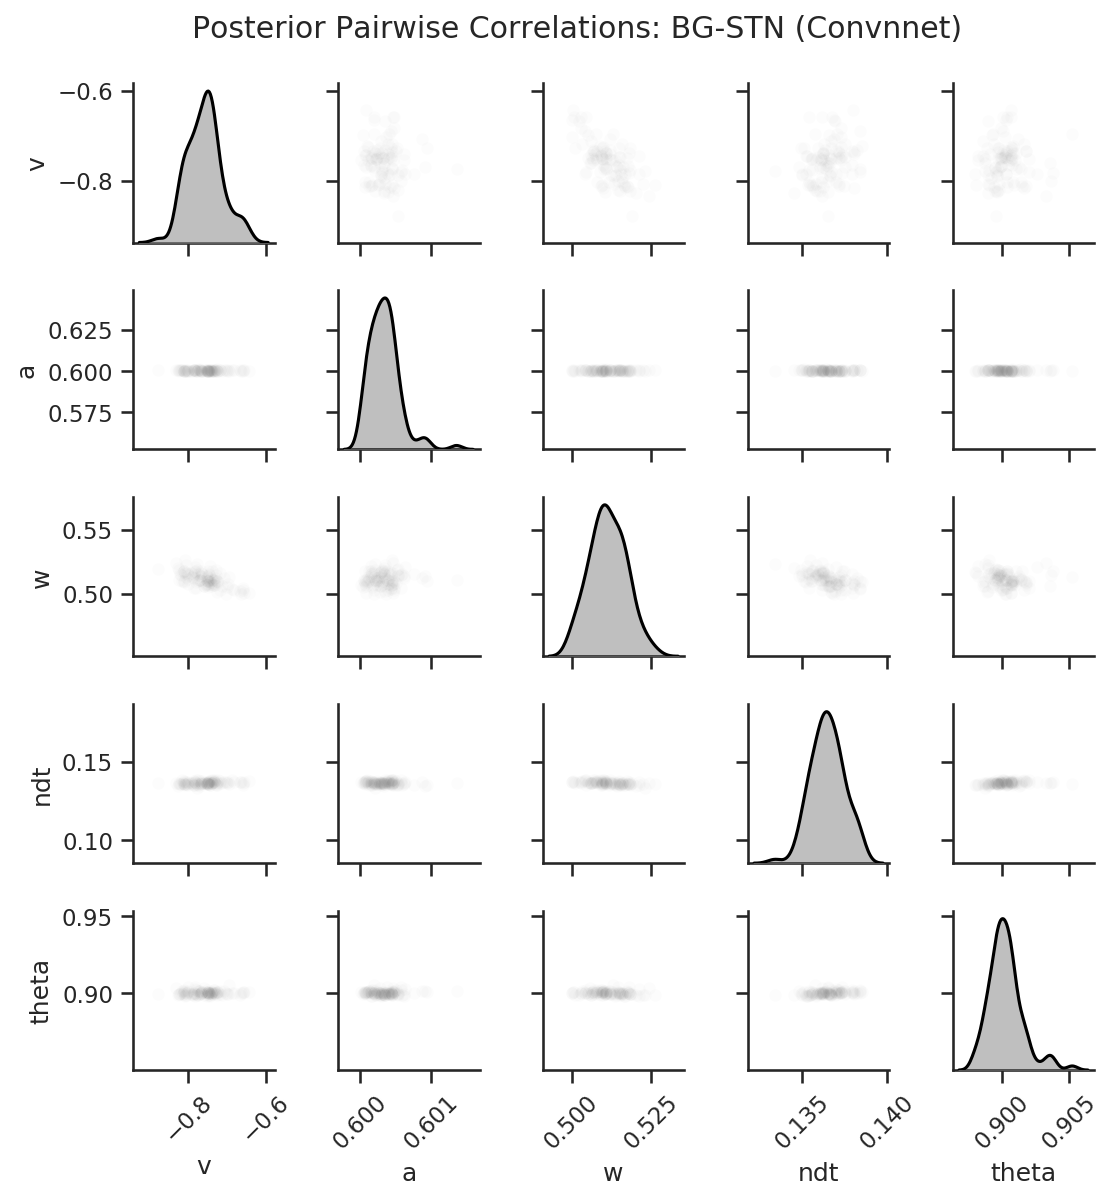 Posterior Pairwise Correlations: BG-STN (Convnnet)
−0.6
−0.8
v
0.625
0.600
0.575
a
0.55
0.50
w
0.15
0.10
ndt
0.95
0.90
theta
−0.8 −0.6 0.600 0.601 0.500 0.525 0.135 0.140 0.900 0.905
v a w ndt theta